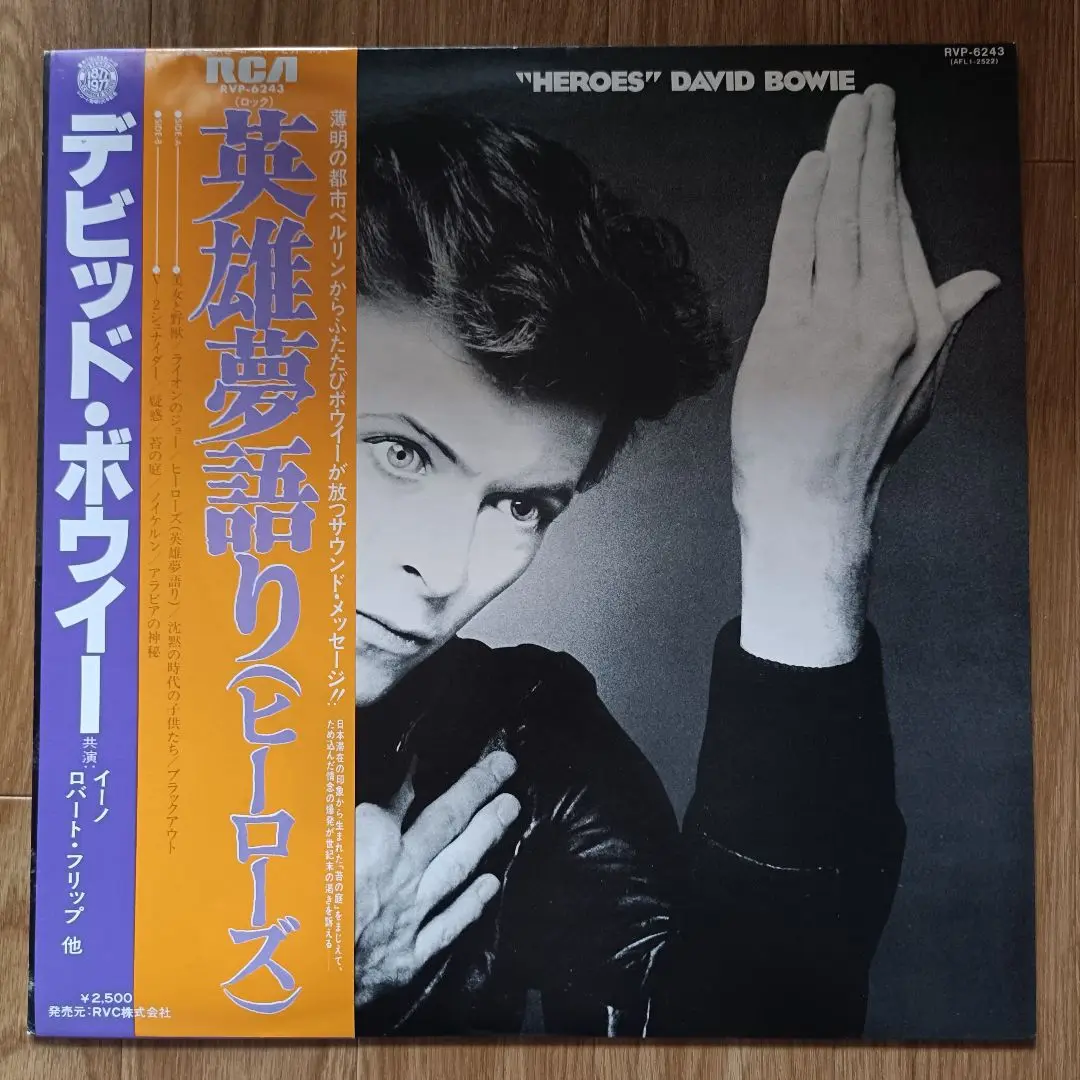 RVP-6243
(AFL1-2522)
"HEROES" DAVID BOWIE
RCA
RVP-6243
(ロック)
薄明の都市ベルリンからふたたびボウイーが放つサウンド・メッセージ!!
日本滞在の印象から生まれた「苔の庭」をまじえて、
ため込んだ情念の爆発が世紀末の渇きを訴える——
英雄夢語り(ヒーローズ)
●SIDE-A ●美女と野獣/ライオンのジョー/ヒーローズ(英雄夢語り)/沈黙の時代の子供たち/ブラックアウト
●SIDE-B ●V-2シュナイダー/疑惑/苔の庭/ノイケルン/アラビアの神秘
1877
1977
デビッド・ボウイー
共演:
イーノ
ロバート・フリップ 他
¥2,500
発売元:RVC株式会社